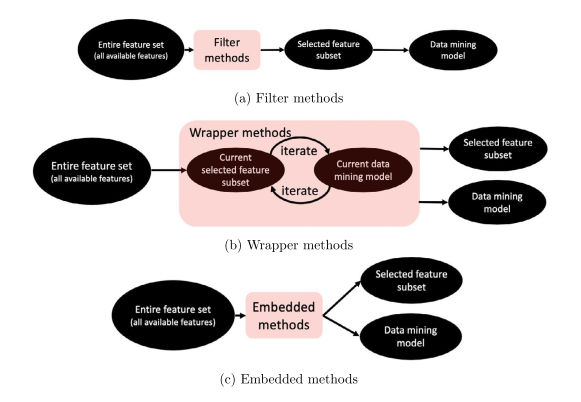 Entire feature set
(all available features)
Filter
methods
Selected feature
subset
Data mining
model
(a) Filter methods
Wrapper methods
Entire feature set
(all available features)
Current
selected feature
subset
iterate
iterate
Current data
mining model
Selected feature
subset
Data mining
model
(b) Wrapper methods
Entire feature set
(all available features)
Embedded
methods
Selected feature
subset
Data mining
model
(c) Embedded methods